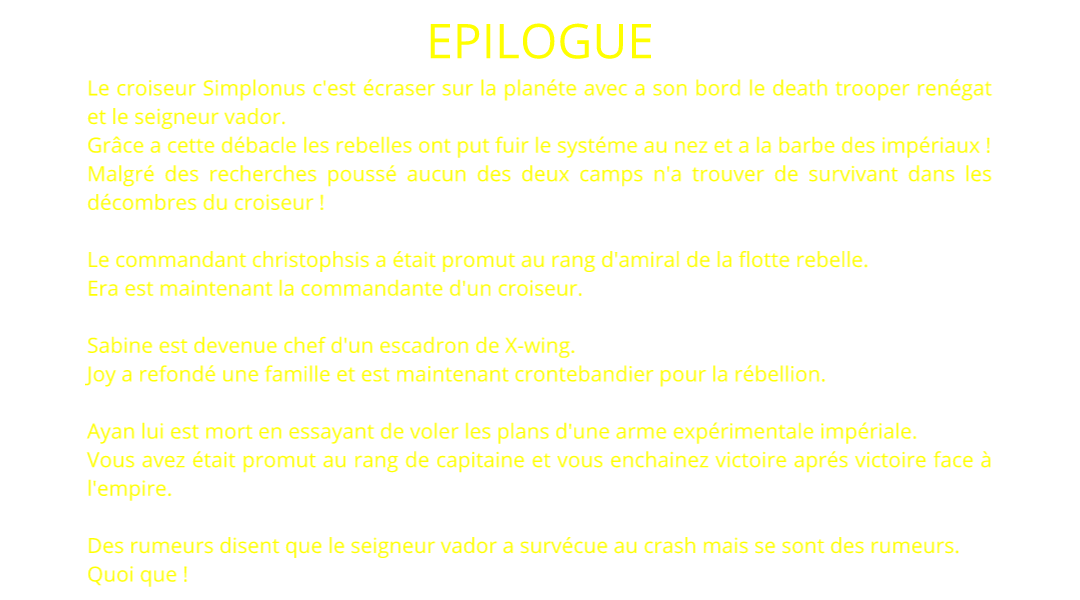 EPILOGUE
Le croiseur Simplonus c'est écraser sur la planéte avec a son bord le death trooper renégat
et le seigneur vador.
Grâce a cette débacle les rebelles ont put fuir le systéme au nez et a la barbe des impériaux !
Malgré des recherches poussé aucun des deux camps n'a trouver de survivant dans les
décombres du croiseur !
Le commandant christophsis a était promut au rang d'amiral de la flotte rebelle.
Era est maintenant la commandante d'un croiseur.
Sabine est devenue chef d'un escadron de X-wing.
Joy a refondé une famille et est maintenant crontebandier pour la rébellion.
Ayan lui est mort en essayant de voler les plans d'une arme expérimentale impériale.
Vous avez était promut au rang de capitaine et vous enchainez victoire aprés victoire face à
l'empire.
Des rumeurs disent que le seigneur vador a survécue au crash mais se sont des rumeurs.
Quoi que !